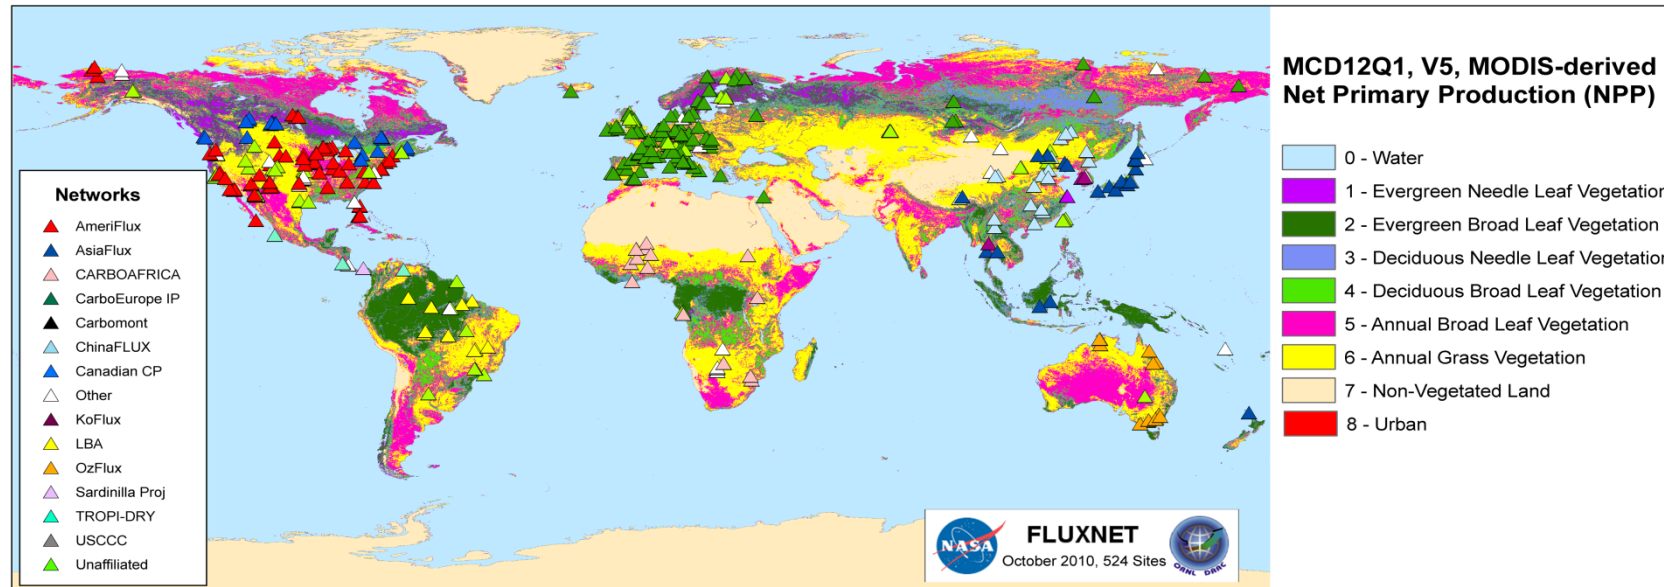 MCD12Q1, V5, MODIS-derived
Net Primary Production (NPP)
0 - Water
1 - Evergreen Needle Leaf Vegetation
2 - Evergreen Broad Leaf Vegetation
3 - Deciduous Needle Leaf Vegetation
4 - Deciduous Broad Leaf Vegetation
5 - Annual Broad Leaf Vegetation
6 - Annual Grass Vegetation
7 - Non-Vegetated Land
8 - Urban
Networks
AmeriFlux
AsiaFlux
CARBOAFRICA
CarboEurope IP
Carbomont
ChinaFLUX
Canadian CP
Other
KoFlux
LBA
OzFlux
Sardinilla Proj
TROPI-DRY
USCCC
Unaffiliated
NASA
FLUXNET
October 2010, 524 Sites
ORNL DAAC